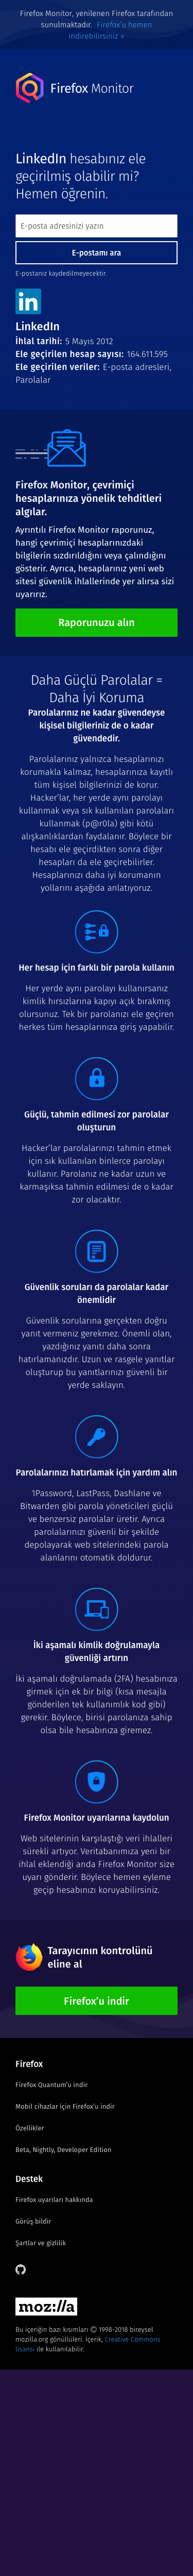 Firefox Monitor, yenilenen Firefox tarafından
sunulmaktadır. Firefox'u hemen
indirebilirsiniz »
Firefox Monitor
LinkedIn hesabınız ele
geçirilmiş olabilir mi?
Hemen öğrenin.
E-posta adresinizi yazın
E-postamı ara
E-postanız kaydedilmeyecektir.
in
LinkedIn
İhlal tarihi: 5 Mayıs 2012
Ele geçirilen hesap sayısı: 164.611.595
Ele geçirilen veriler: E-posta adresleri,
Parolalar
Firefox Monitor, çevrimiçi
hesaplarınıza yönelik tehditleri
algılar.
Ayrıntılı Firefox Monitor raporunuz,
hangi çevrimiçi hesaplarınızdaki
bilgilerin sızdırıldığını veya çalındığını
gösterir. Ayrıca, hesaplarınız yeni web
sitesi güvenlik ihlallerinde yer alırsa sizi
uyarırız.
Raporunuzu alın
Daha Güçlü Parolalar =
Daha İyi Koruma
Parolalarınız ne kadar güvendeyse
kişisel bilgileriniz de o kadar
güvendedir.
Parolalarınız yalnızca hesaplarınızı
korumakla kalmaz, hesaplarınıza kayıtlı
tüm kişisel bilgilerinizi de korur.
Hacker'lar, her yerde aynı parolayı
kullanmak veya sık kullanılan parolaları
kullanmak (p@r0la) gibi kötü
alışkanlıklardan faydalanır. Böylece bir
hesabı ele geçirdikten sonra diğer
hesapları da ele geçirebilirler.
Hesaplarınızı daha iyi korumanın
yollarını aşağıda anlatıyoruz.
Her hesap için farklı bir parola kullanın
Her yerde aynı parolayı kullanırsanız
kimlik hırsızlarına kapıyı açık bırakmış
olursunuz. Tek bir parolanızı ele geçiren
herkes tüm hesaplarınıza giriş yapabilir.
Güçlü, tahmin edilmesi zor parolalar
oluşturun
Hacker'lar parolalarınızı tahmin etmek
için sık kullanılan binlerce parolayı
kullanır. Parolanız ne kadar uzun ve
karmaşıksa tahmin edilmesi de o kadar
zor olacaktır.
Güvenlik soruları da parolalar kadar
önemlidir
Güvenlik sorularına gerçekten doğru
yanıt vermeniz gerekmez. Önemli olan,
yazdığınız yanıtı daha sonra
hatırlamanızdır. Uzun ve rasgele yanıtlar
oluşturup bu yanıtlarınızı güvenli bir
yerde saklayın.
Parolalarınızı hatırlamak için yardım alın
1Password, LastPass, Dashlane ve
Bitwarden gibi parola yöneticileri güçlü
ve benzersiz parolalar üretir. Ayrıca
parolalarınızı güvenli bir şekilde
depolayarak web sitelerindeki parola
alanlarını otomatik doldurur.
İki aşamalı kimlik doğrulamayla
güvenliği artırın
İki aşamalı doğrulamada (2FA) hesabınıza
girmek için ek bir bilgi (kısa mesajla
gönderilen tek kullanımlık kod gibi)
gerekir. Böylece, birisi parolanıza sahip
olsa bile hesabınıza giremez.
Firefox Monitor uyarılarına kaydolun
Web sitelerinin karşılaştığı veri ihlalleri
sürekli artıyor. Veritabanımıza yeni bir
ihlal eklendiği anda Firefox Monitor size
uyarı gönderir. Böylece hemen eyleme
geçip hesabınızı koruyabilirsiniz.
Tarayıcının kontrolünü
eline al
Firefox'u indir
Firefox
Firefox Quantum'u indir
Mobil cihazlar için Firefox'u indir
Özellikler
Beta, Nightly, Developer Edition
Destek
Firefox uyarıları hakkında
Görüş bildir
Şartlar ve gizlilik
moz://a
Bu içeriğin bazı kısımları © 1998-2018 bireysel
mozilla.org gönüllüleri. İçerik, Creative Commons
lisansı ile kullanılabilir.